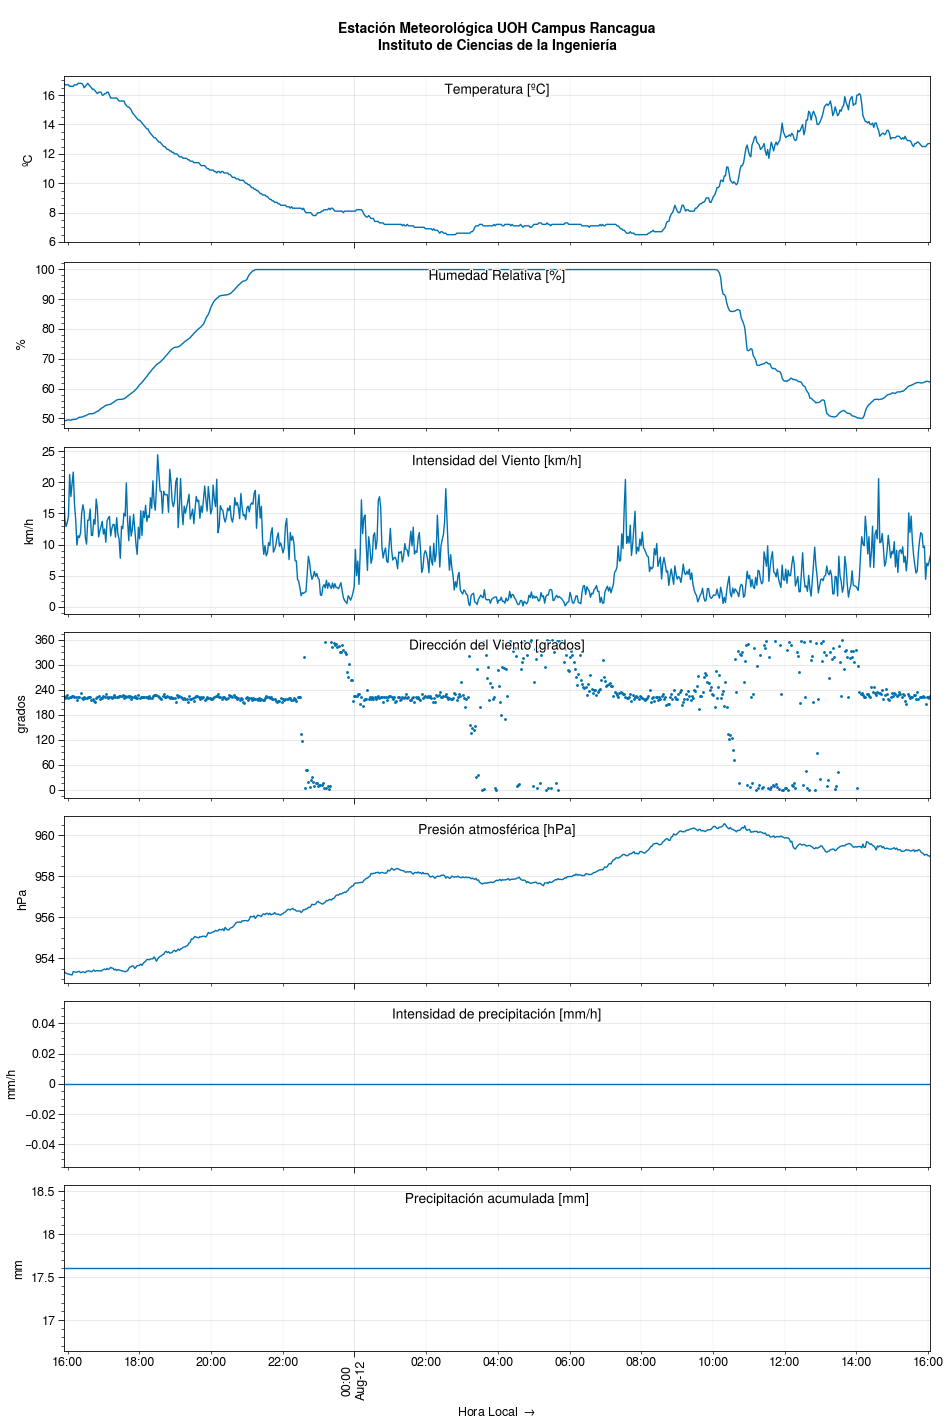 Estación Meteorológica UOH Campus Rancagua
Instituto de Ciencias de la Ingeniería
Temperatura [ºC]
ºC
16
14
12
10
8
6
Humedad Relativa [%]
%
100
90
80
70
60
50
Intensidad del Viento [km/h]
km/h
25
20
15
10
5
0
Dirección del Viento [grados]
grados
360
300
240
180
120
60
0
Presión atmosférica [hPa]
hPa
960
958
956
954
Intensidad de precipitación [mm/h]
mm/h
0.04
0.02
0
−0.02
−0.04
Precipitación acumulada [mm]
mm
18.5
18
17.5
17
16:00 18:00 20:00 22:00 00:00 02:00 04:00 06:00 08:00 10:00 12:00 14:00 16:00
Aug-12
Hora Local →